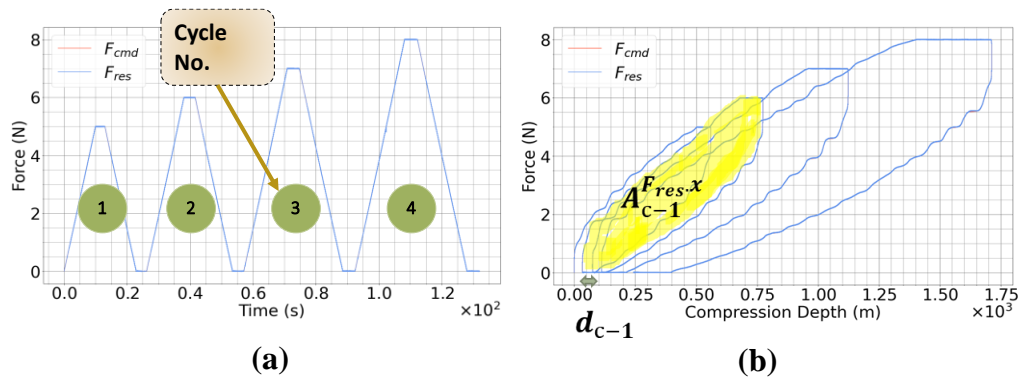 Cycle
No.
F_cmd
F_res
8
6
4
2
0
Force (N)
1
2
3
4
0.0 0.2 0.4 0.6 0.8 1.0 1.2
Time (s)
×10²
(a)
F_cmd
F_res
8
6
4
2
0
Force (N)
A_{c−1}^{F_res.x}
0.00 0.25 0.50 0.75 1.00 1.25 1.50 1.75
Compression Depth (m)
×10³
d_{c−1}
(b)